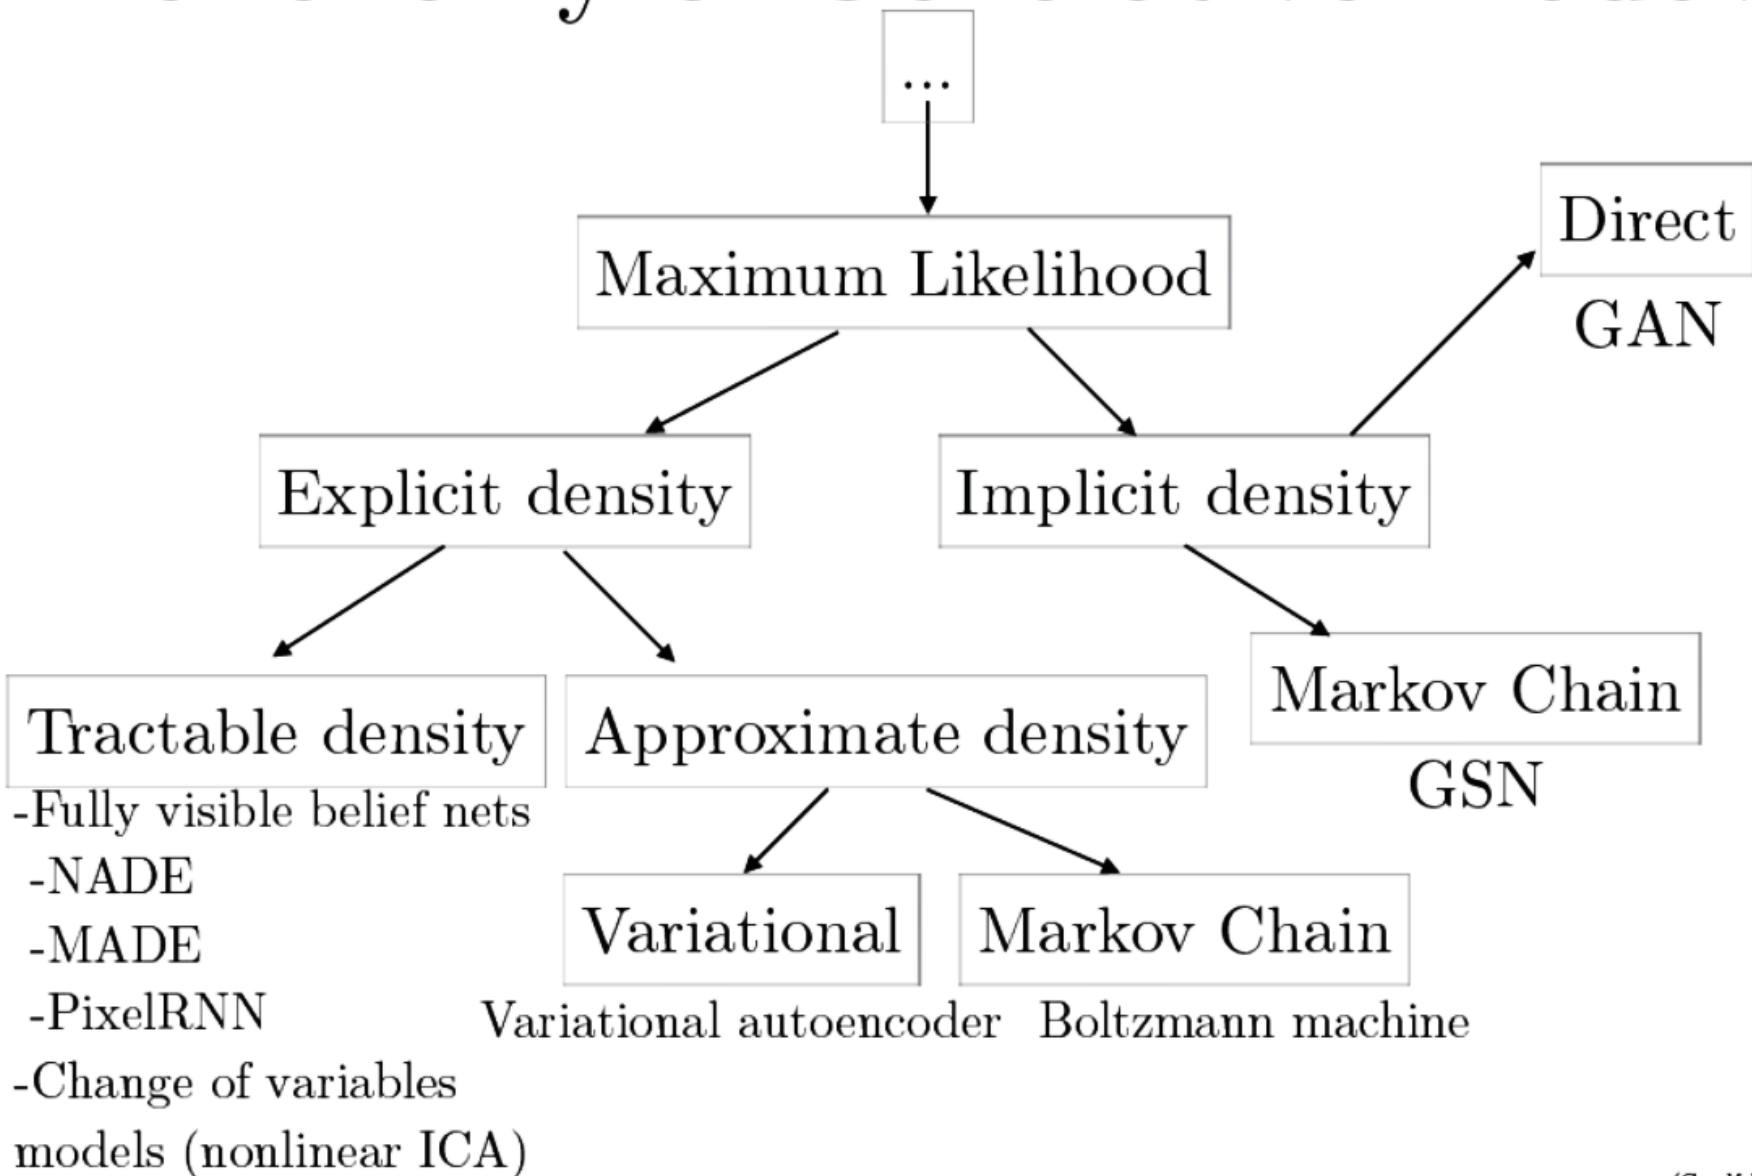 ...
Maximum Likelihood
Direct
GAN
Explicit density
Implicit density
Tractable density
-Fully visible belief nets
-NADE
-MADE
-PixelRNN
-Change of variables
models (nonlinear ICA)
Approximate density
Variational
Variational autoencoder
Markov Chain
Boltzmann machine
Markov Chain
GSN